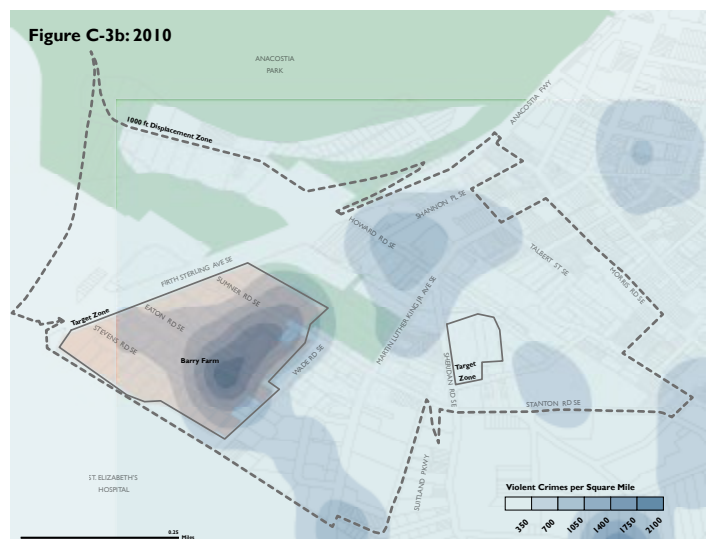 Figure C-3b: 2010
ANACOSTIA
PARK
ANACOSTIA FWY
1000 ft Displacement Zone
SHANNON PL SE
HOWARD RD SE
TALBERT ST SE
MORRIS RD SE
FIRTH STERLING AVE SE
SUMNER RD SE
EATON RD SE
Target Zone
STEVENS RD SE
MARTIN LUTHER KING JR AVE SE
Barry Farm
WADE RD SE
SHERIDAN RD SE
Target
Zone
STANTON RD SE
SUITLAND PKWY
ST. ELIZABETH'S
HOSPITAL
Violent Crimes per Square Mile
350 700 1050 1400 1750 2100
0.25
Miles